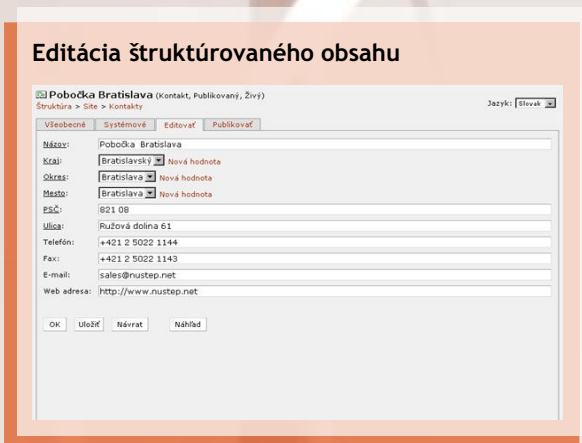 Editácia štruktúrovaného obsahu
Pobočka Bratislava (Kontakt, Publikovaný, Živý)
Štruktúra > Site > Kontakty
Jazyk: Slovak
Všeobecné Systémové Editovať Publikovať
Názov: Pobočka Bratislava
Kraj: Bratislavský Nová hodnota
Okres: Bratislava Nová hodnota
Mesto: Bratislava Nová hodnota
PSČ: 821 08
Ulica: Ružová dolina 61
Telefón: +421 2 5022 1144
Fax: +421 2 5022 1143
E-mail: sales@nustep.net
Web adresa: http://www.nustep.net
OK Uložiť Návrat Náhľad